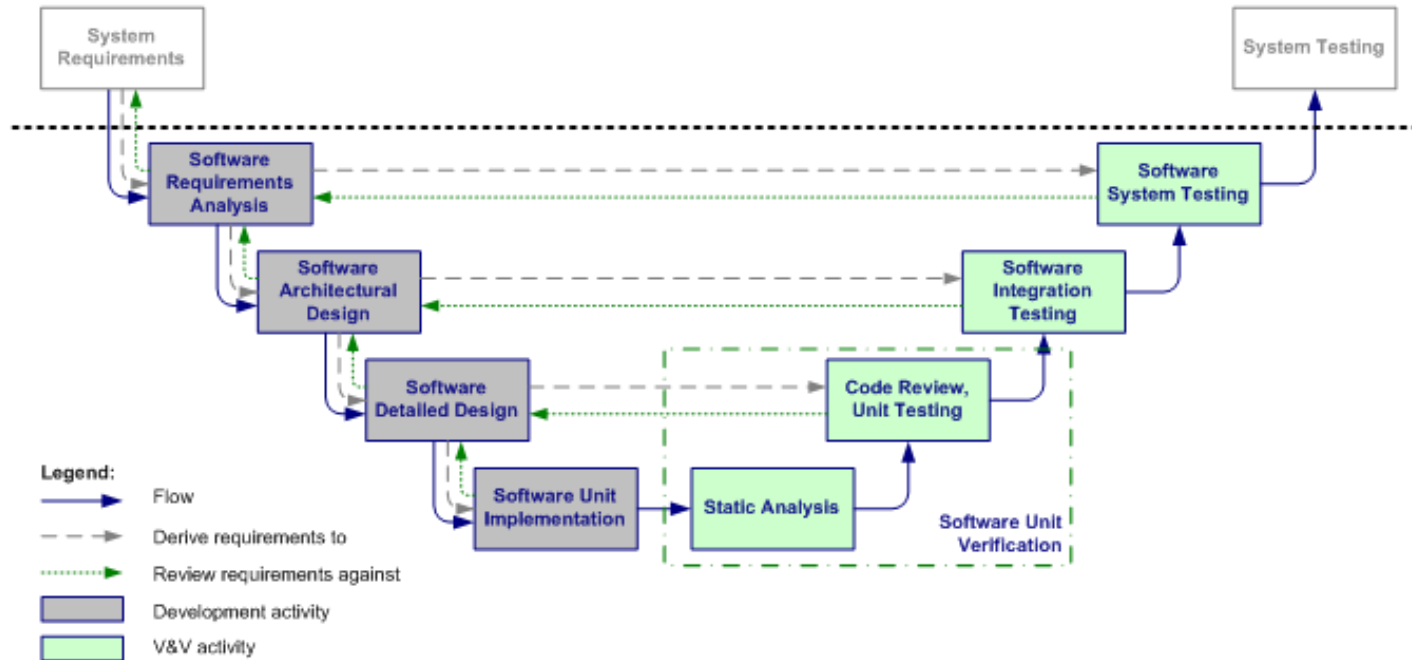 System
Requirements
System Testing
Software
Requirements
Analysis
Software
System Testing
Software
Architectural
Design
Software
Integration
Testing
Software
Detailed Design
Code Review,
Unit Testing
Software Unit
Implementation
Static Analysis
Software Unit
Verification
Legend:
Flow
Derive requirements to
Review requirements against
Development activity
V&V activity